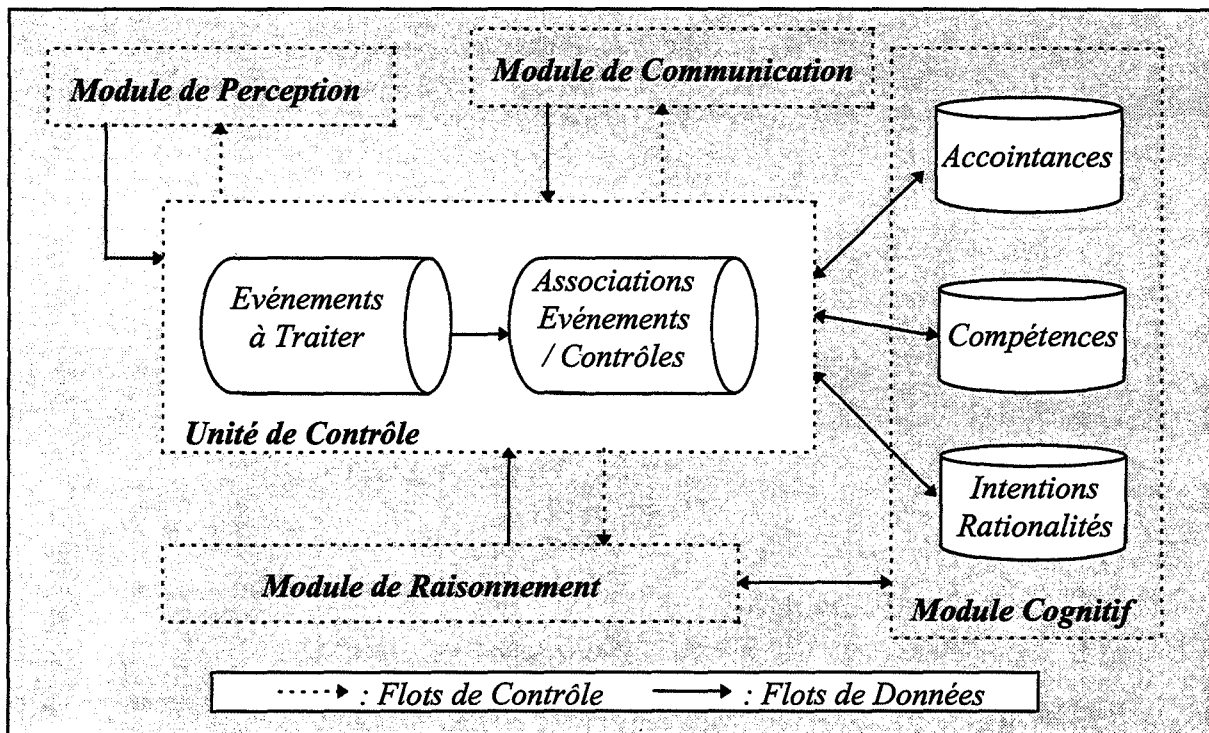 Module de Perception
Module de Communication
Accointances
Evénements
à Traiter
Associations
Evénements
/ Contrôles
Compétences
Unité de Contrôle
Intentions
Rationalités
Module de Raisonnement
Module Cognitif
: Flots de Contrôle
: Flots de Données